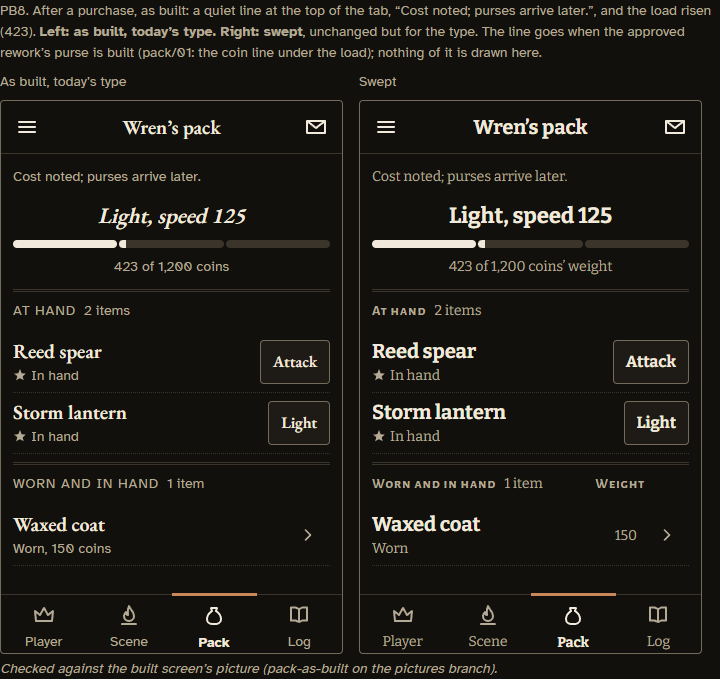 PB8. After a purchase, as built: a quiet line at the top of the tab, “Cost noted; purses arrive later.”, and the load risen
(423). Left: as built, today’s type. Right: swept, unchanged but for the type. The line goes when the approved
rework’s purse is built (pack/01: the coin line under the load); nothing of it is drawn here.
As built, today’s type
Wren’s pack
Cost noted; purses arrive later.
Light, speed 125
423 of 1,200 coins
AT HAND 2 items
Reed spear
★ In hand
Attack
Storm lantern
★ In hand
Light
WORN AND IN HAND 1 item
Waxed coat
Worn, 150 coins
Player
Scene
Pack
Log
Swept
Wren’s pack
Cost noted; purses arrive later.
Light, speed 125
423 of 1,200 coins’ weight
At hand 2 items
Reed spear
★ In hand
Attack
Storm lantern
★ In hand
Light
Worn and in hand 1 item Weight
Waxed coat
Worn
150
Player
Scene
Pack
Log
Checked against the built screen’s picture (pack-as-built on the pictures branch).